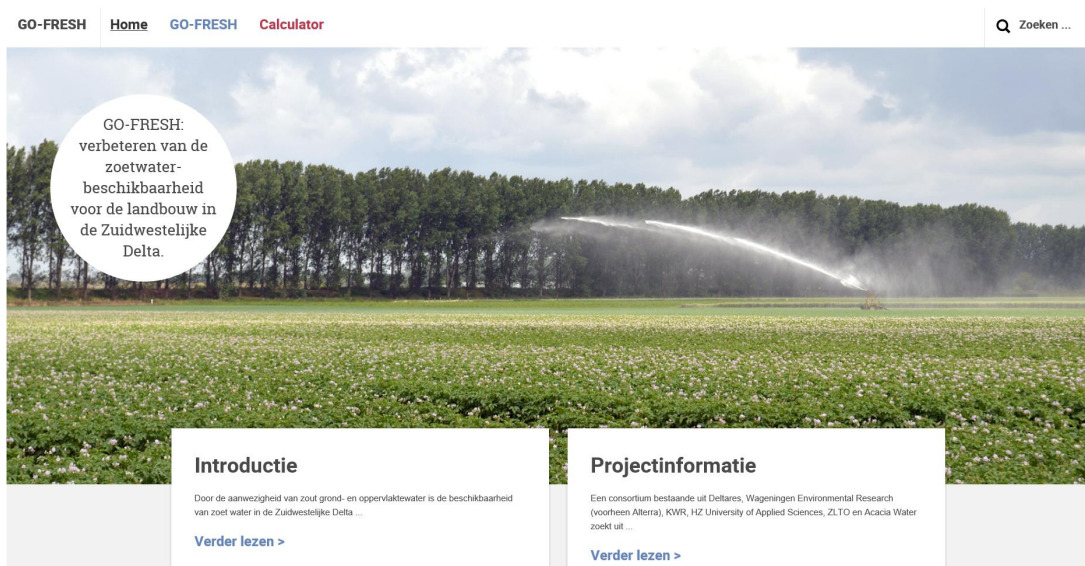 GO-FRESH Home GO-FRESH Calculator Zoeken ...
GO-FRESH:
verbeteren van de
zoetwater-
beschikbaarheid
voor de landbouw in
de Zuidwestelijke
Delta.
Introductie
Door de aanwezigheid van zout grond- en oppervlaktewater is de beschikbaarheid
van zoet water in de Zuidwestelijke Delta ...
Verder lezen >
Projectinformatie
Een consortium bestaande uit Deltares, Wageningen Environmental Research
(voorheen Alterra), KWR, HZ University of Applied Sciences, ZLTO en Acacia Water
zoekt uit ...
Verder lezen >